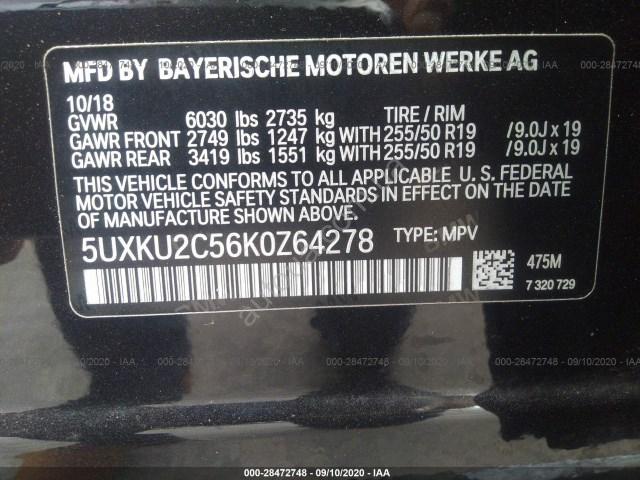 MFD BY BAYERISCHE MOTOREN WERKE AG
10/18
GVWR 6030 lbs 2735 kg TIRE / RIM
GAWR FRONT 2749 lbs 1247 kg WITH 255/50 R19 /9.0J x 19
GAWR REAR 3419 lbs 1551 kg WITH 255/50 R19 /9.0J x 19
THIS VEHICLE CONFORMS TO ALL APPLICABLE U. S. FEDERAL
MOTOR VEHICLE SAFETY STANDARDS IN EFFECT ON THE DATE
OF MANUFACTURE SHOWN ABOVE.
5UXKU2C56K0Z64278 TYPE: MPV
475M
7 320 729
000-28472748 - 09/10/2020 - IAA